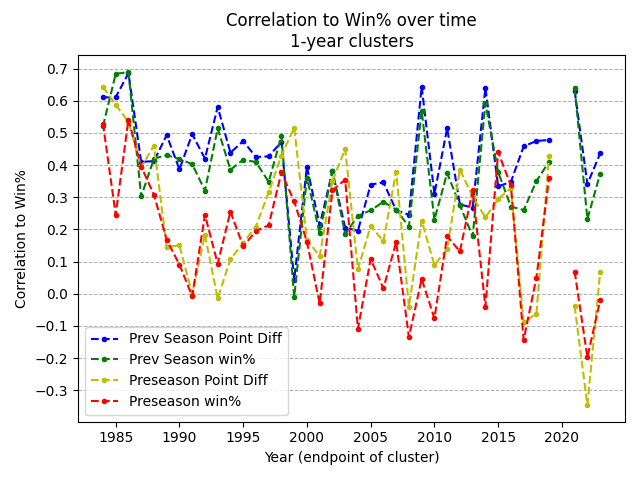 Correlation to Win% over time
1-year clusters
Correlation to Win%
0.7
0.6
0.5
0.4
0.3
0.2
0.1
0.0
−0.1
−0.2
−0.3
Prev Season Point Diff
Prev Season win%
Preseason Point Diff
Preseason win%
1985 1990 1995 2000 2005 2010 2015 2020
Year (endpoint of cluster)